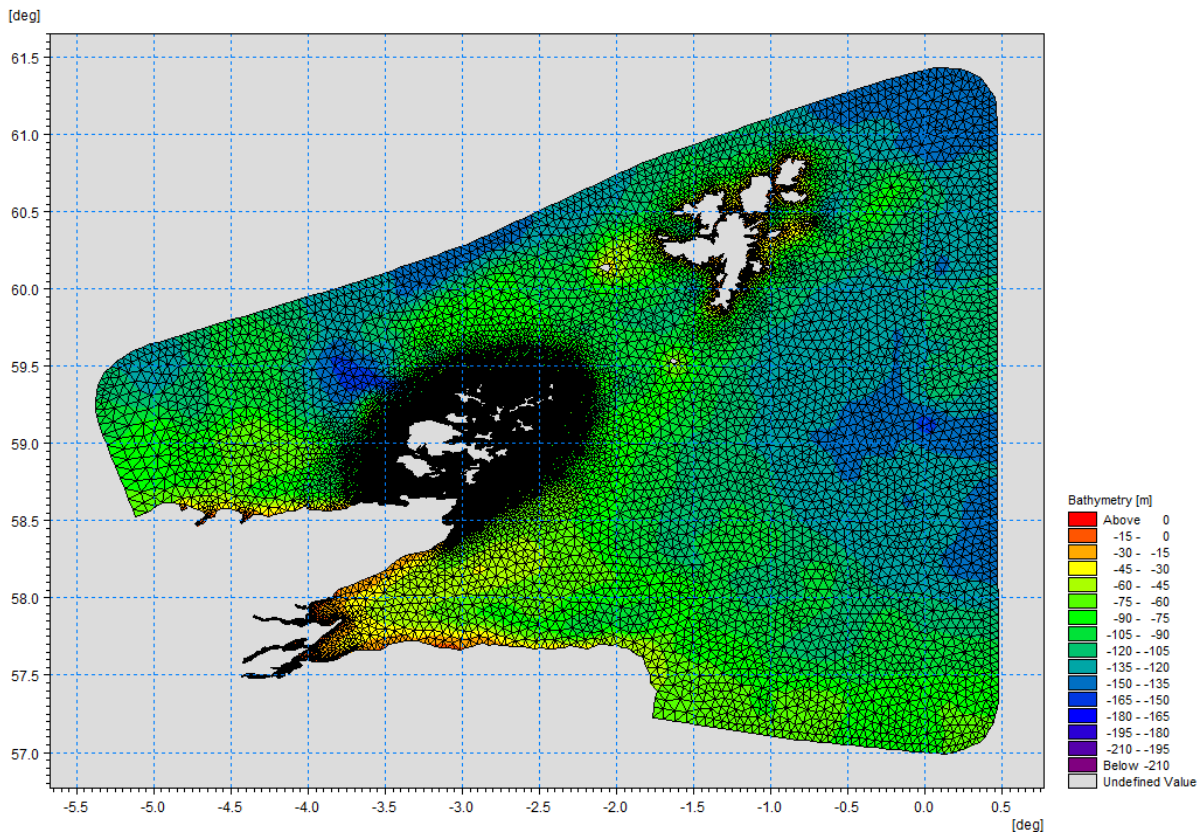 [deg]
61.5
61.0
60.5
60.0
59.5
59.0
58.5
58.0
57.5
57.0
-5.5 -5.0 -4.5 -4.0 -3.5 -3.0 -2.5 -2.0 -1.5 -1.0 -0.5 0.0 0.5
[deg]
Bathymetry [m]
Above 0
-15 - 0
-30 - -15
-45 - -30
-60 - -45
-75 - -60
-90 - -75
-105 - -90
-120 - -105
-135 - -120
-150 - -135
-165 - -150
-180 - -165
-195 - -180
-210 - -195
Below -210
Undefined Value